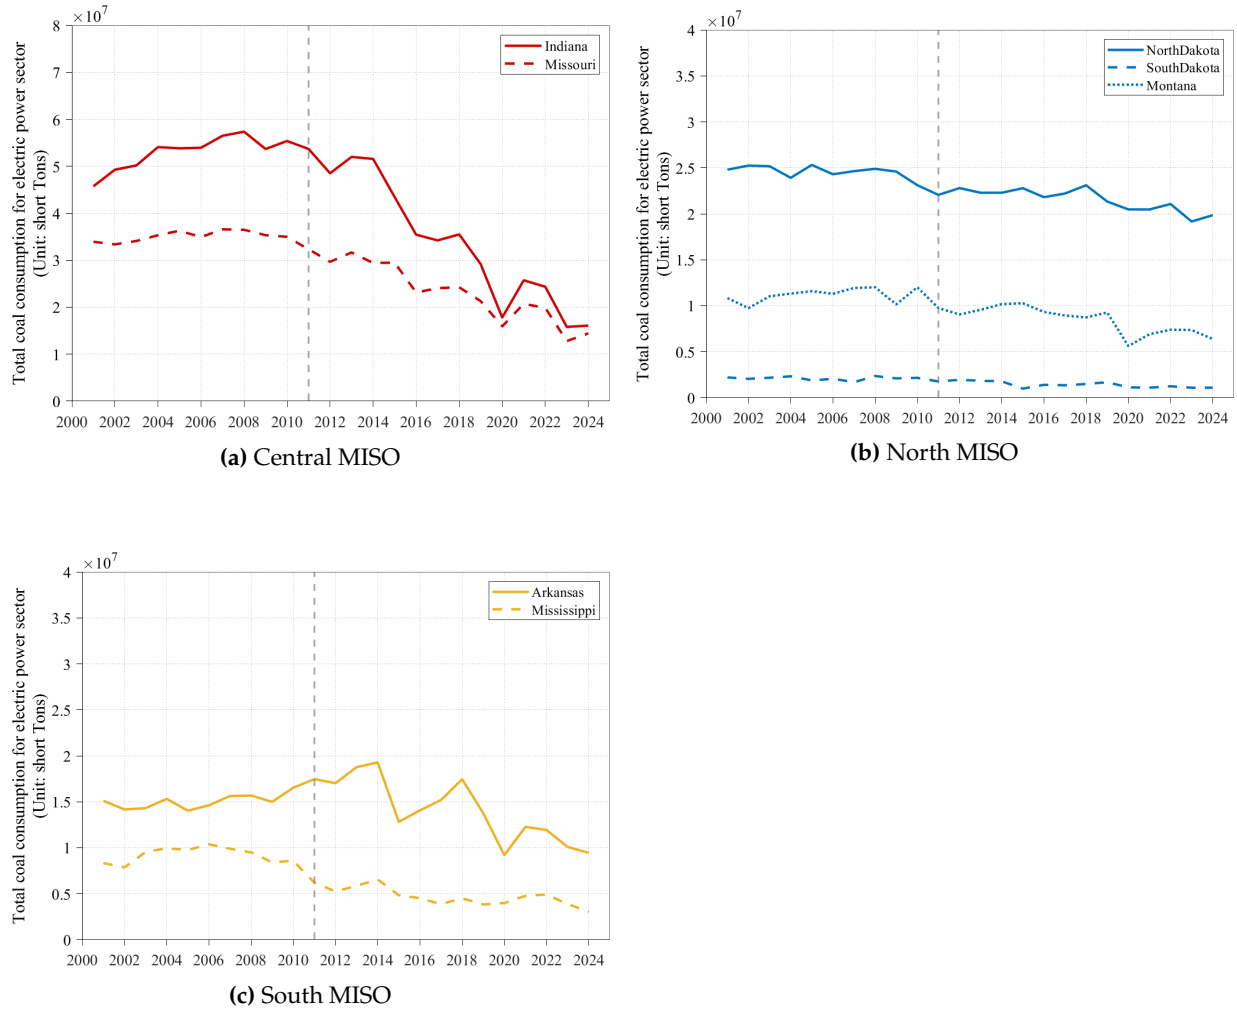 ×10^7
8
7
6
5
4
3
2
1
0
Total coal consumption for electric power sector
(Unit: short Tons)
Indiana
Missouri
2000 2002 2004 2006 2008 2010 2012 2014 2016 2018 2020 2022 2024
(a) Central MISO
×10^7
4
3.5
3
2.5
2
1.5
1
0.5
0
Total coal consumption for electric power sector
(Unit: short Tons)
NorthDakota
SouthDakota
Montana
2000 2002 2004 2006 2008 2010 2012 2014 2016 2018 2020 2022 2024
(b) North MISO
×10^7
4
3.5
3
2.5
2
1.5
1
0.5
0
Total coal consumption for electric power sector
(Unit: short Tons)
Arkansas
Mississippi
2000 2002 2004 2006 2008 2010 2012 2014 2016 2018 2020 2022 2024
(c) South MISO